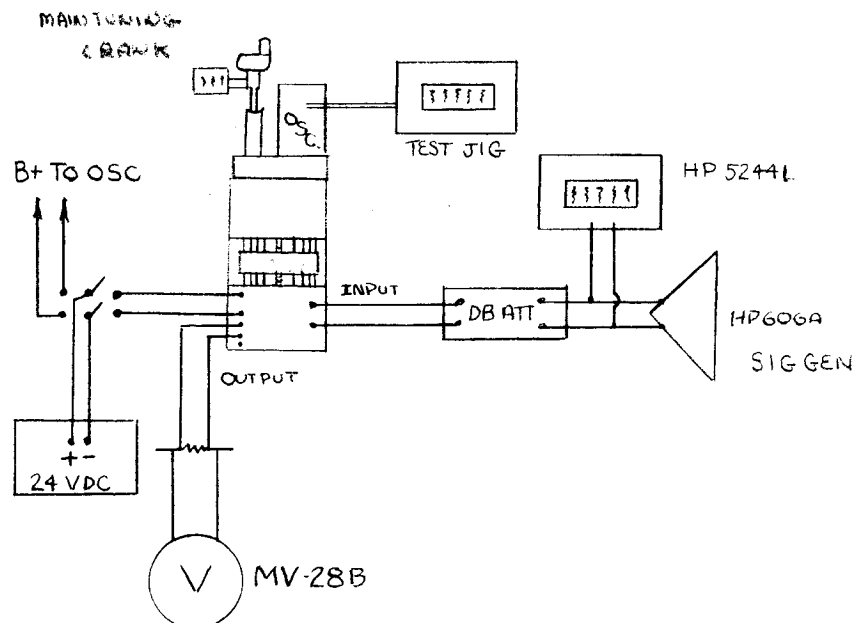 MAIN TUNING
CRANK
OSC.
TEST JIG
B+ TO OSC
HP 5244L
INPUT
DB ATT
HP606A
SIG GEN
OUTPUT
+ -
24 VDC
V
MV-28B